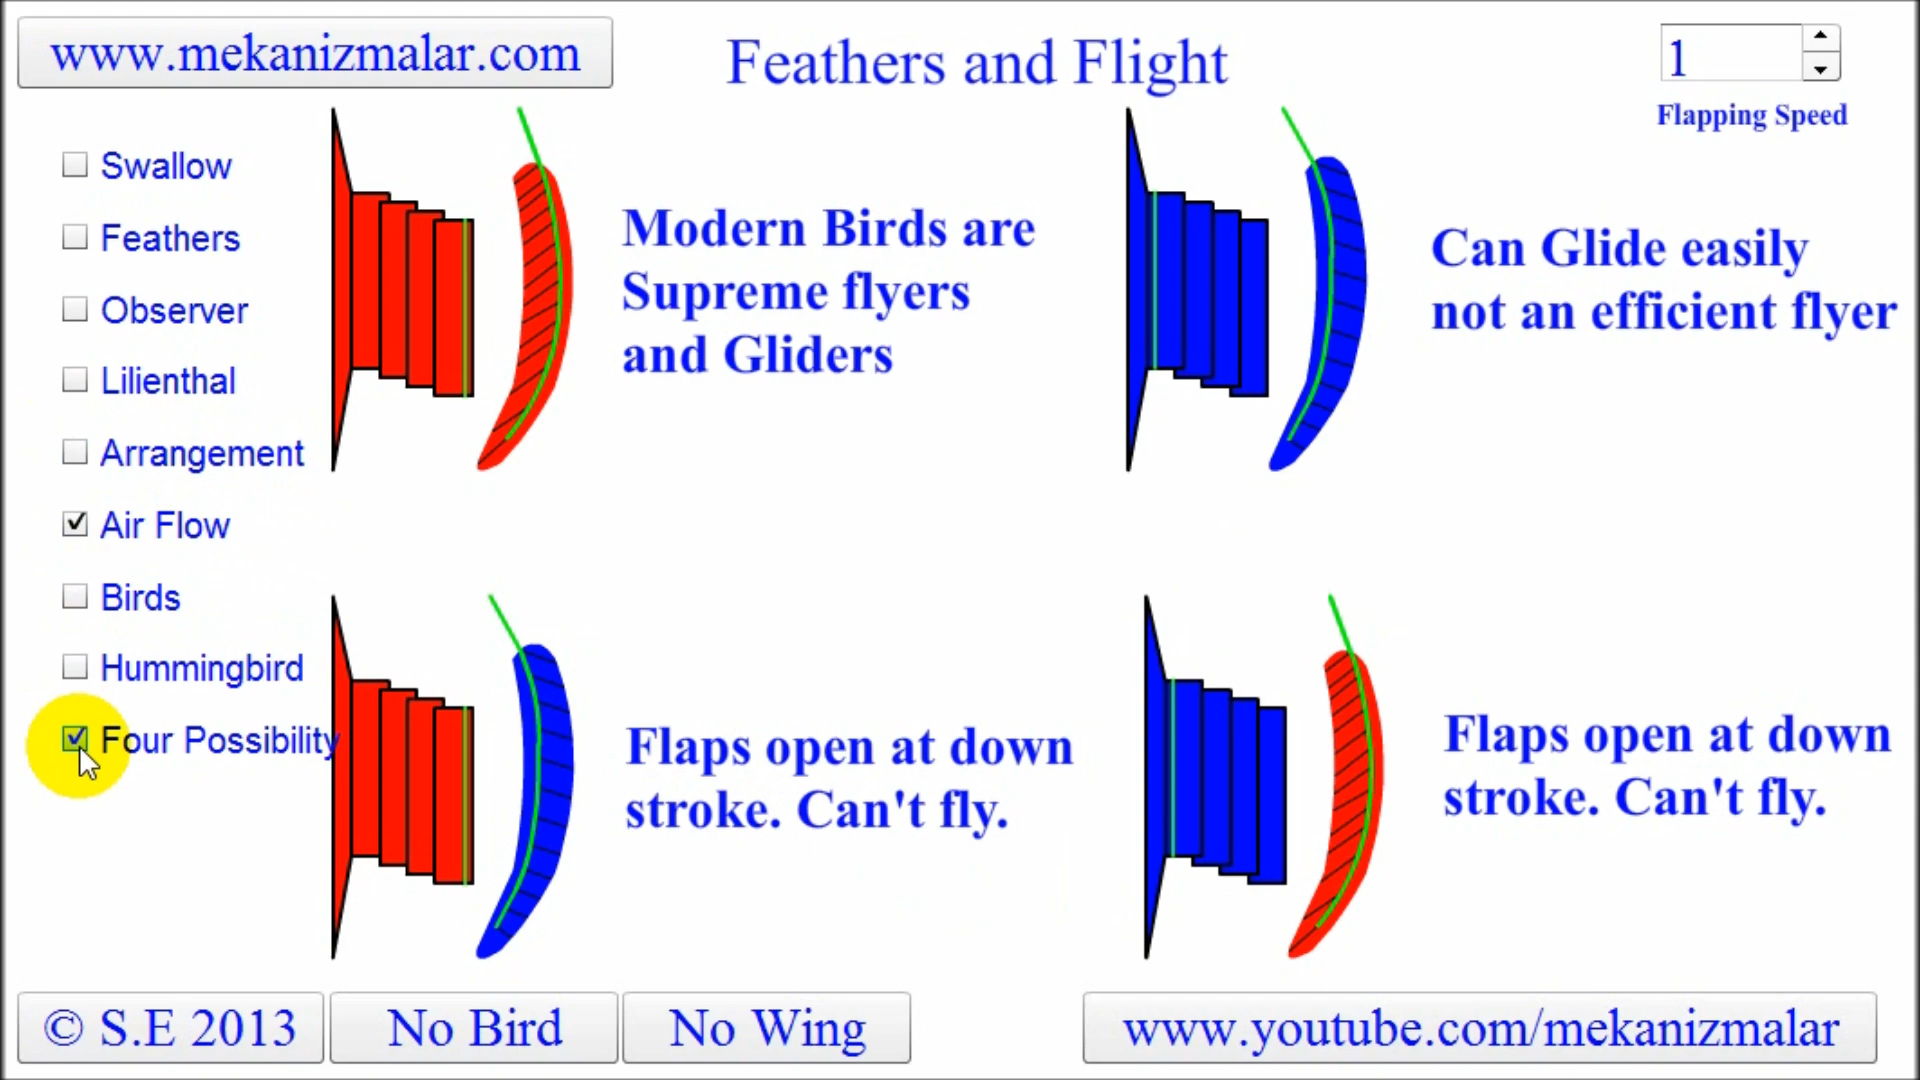 www.mekanizmalar.com
Feathers and Flight
1
Flapping Speed
Swallow
Feathers
Observer
Lilienthal
Arrangement
Air Flow
Birds
Hummingbird
Four Possibility
Modern Birds are
Supreme flyers
and Gliders
Can Glide easily
not an efficient flyer
Flaps open at down
stroke. Can't fly.
Flaps open at down
stroke. Can't fly.
© S.E 2013
No Bird
No Wing
www.youtube.com/mekanizmalar